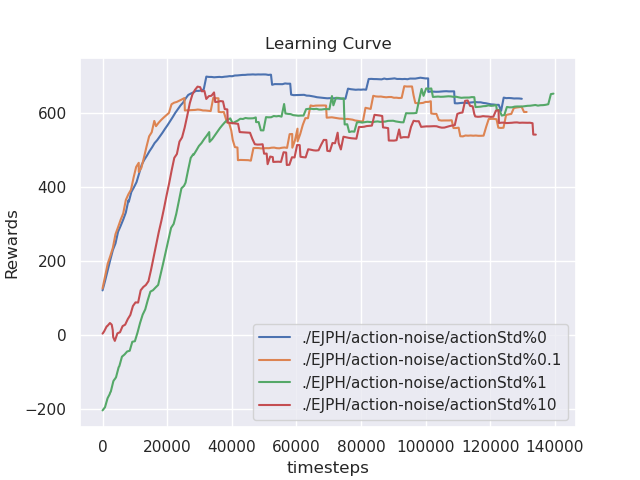 Learning Curve
Rewards
600
400
200
0
−200
0 20000 40000 60000 80000 100000 120000 140000
timesteps
./EJPH/action-noise/actionStd%0
./EJPH/action-noise/actionStd%0.1
./EJPH/action-noise/actionStd%1
./EJPH/action-noise/actionStd%10